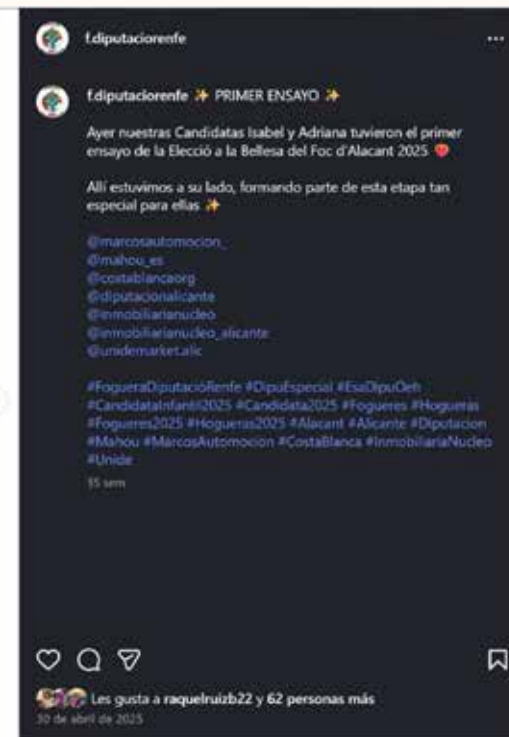 f.diputaciorenfe
f.diputaciorenfe ✨ PRIMER ENSAYO ✨
Ayer nuestras Candidatas Isabel y Adriana tuvieron el primer
ensayo de la Elecció a la Bellesa del Foc d'Alacant 2025 ❤️
Allí estuvimos a su lado, formando parte de esta etapa tan
especial para ellas ✨
@marcosautomocion_
@mahou_es
@costablancaorg
@diputacionalicante
@inmobiliarianucleo
@inmobiliarianucleo_alicante
@unidemarket.alic
#FogueraDiputacióRenfe #DipuEspecial #EsaDipuOeh
#CandidataInfantil2025 #Candidata2025 #Fogueres #Hogueras
#Fogueres2025 #Hogueras2025 #Alacant #Alicante #Diputacion
#Mahou #MarcosAutomocion #CostaBlanca #InmobiliariaNucleo
#Unide
35 sem
Les gusta a raquelruizb22 y 62 personas más
30 de abril de 2025